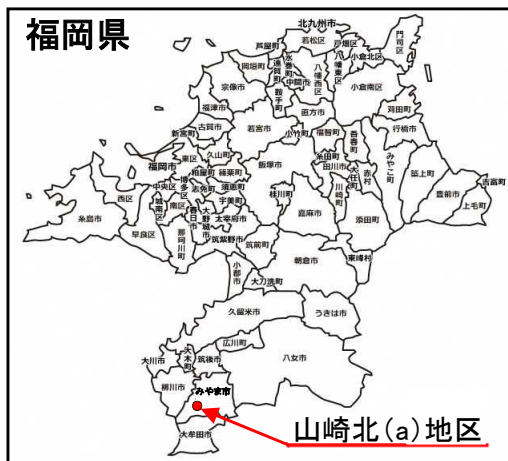 福岡県
北九州市
門司区
芦屋町
若松区
戸畑区
小倉北区
水巻町
遠賀町
岡垣町
八幡東区
八幡西区
中間市
鞍手町
小倉南区
宗像市
苅田町
福津市
直方市
古賀市
行橋市
新宮町
若宮市
小竹町
福智町
香春町
みやこ町
福岡市
東区
久山町
糸田町
築上町
吉富町
粕屋町
篠栗町
飯塚市
田川市
大任町
赤村
中央区
博多区
志免町
須恵町
豊前市
西区
城南区
南区
宇美町
桂川町
川崎町
上毛町
糸島市
春日市
大野城市
太宰府市
嘉麻市
添田町
早良区
那珂川町
筑紫野市
筑前町
朝倉市
東峰村
小郡市
大刀洗町
久留米市
うきは市
広川町
大川市
大木町
筑後市
八女市
柳川市
みやま市
山崎北(a)地区
大牟田市